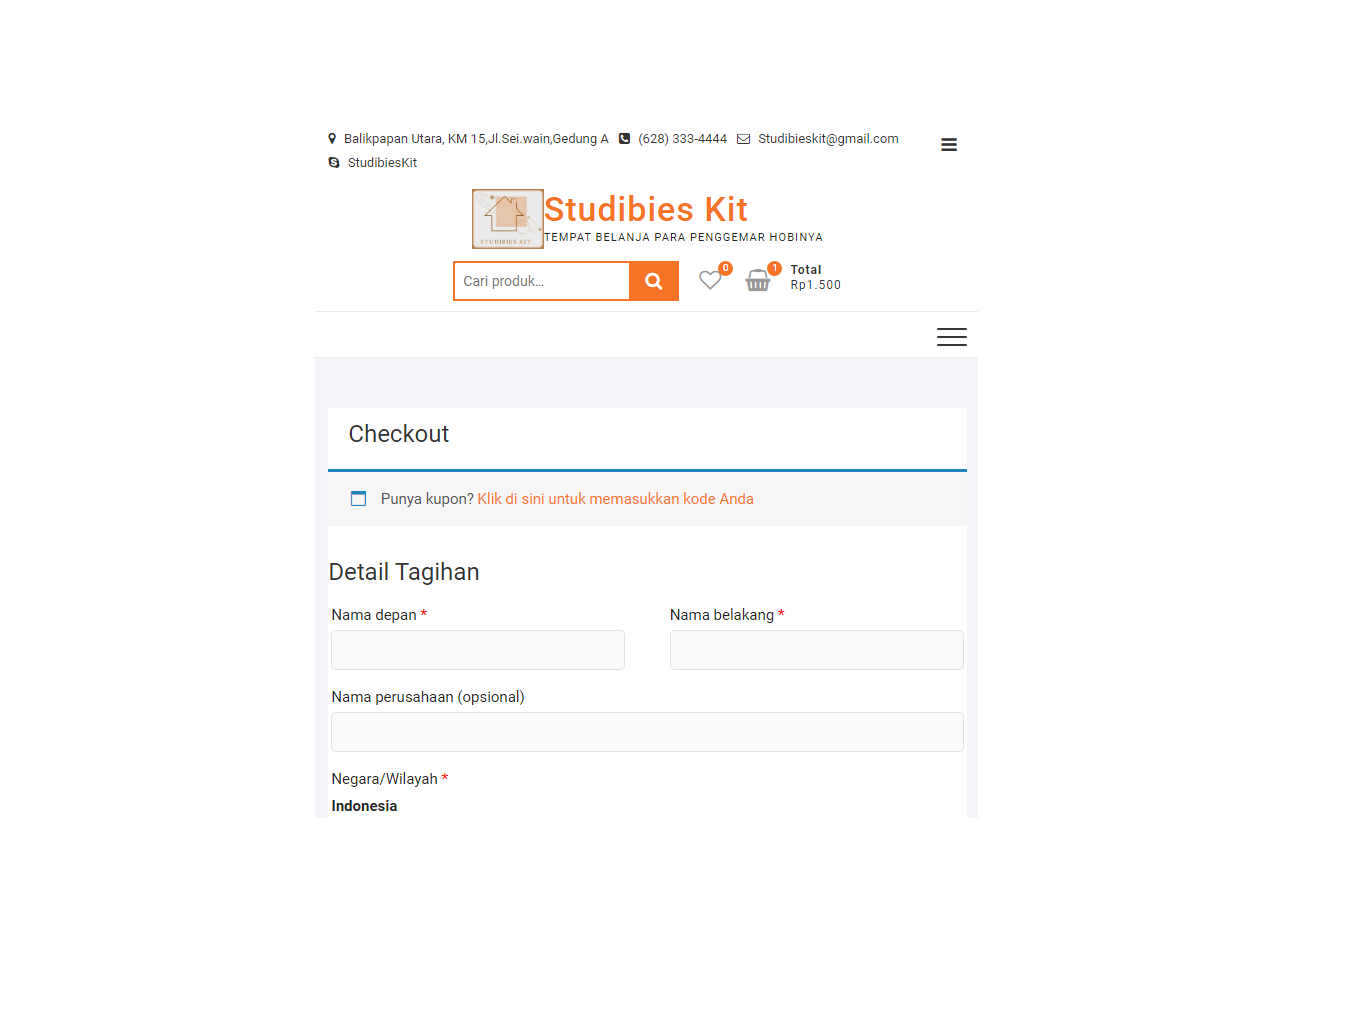 Balikpapan Utara, KM 15,Jl.Sei.wain,Gedung A (628) 333-4444 Studibieskit@gmail.com
StudibiesKit
STUDIBIES KIT
Studibies Kit
TEMPAT BELANJA PARA PENGGEMAR HOBINYA
Cari produk... 0 1 Total
Rp1.500
Checkout
Punya kupon? Klik di sini untuk memasukkan kode Anda
Detail Tagihan
Nama depan * Nama belakang *
Nama perusahaan (opsional)
Negara/Wilayah *
Indonesia